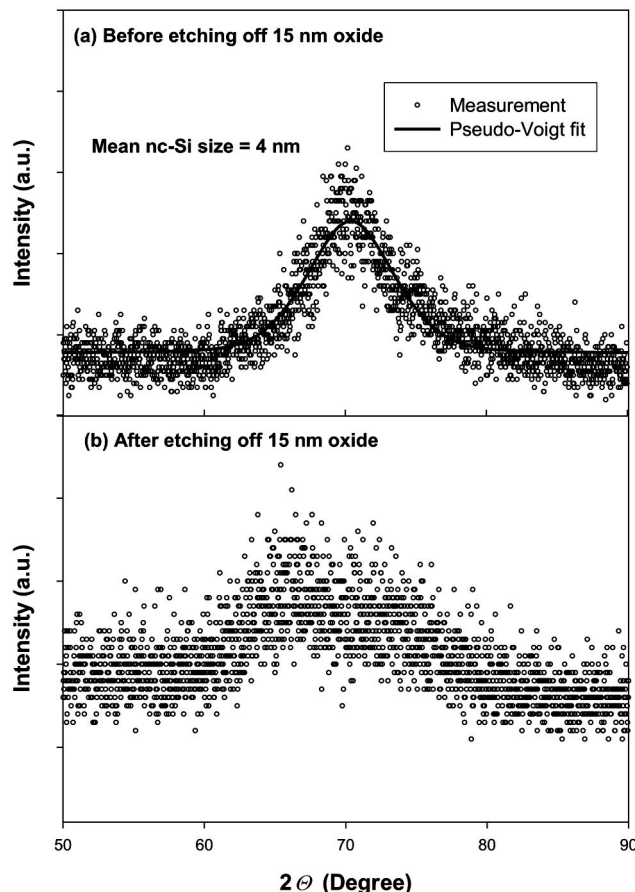 (a) Before etching off 15 nm oxide
Measurement
Pseudo-Voigt fit
Mean nc-Si size = 4 nm
Intensity (a.u.)
(b) After etching off 15 nm oxide
Intensity (a.u.)
50 60 70 80 90
2 Θ (Degree)